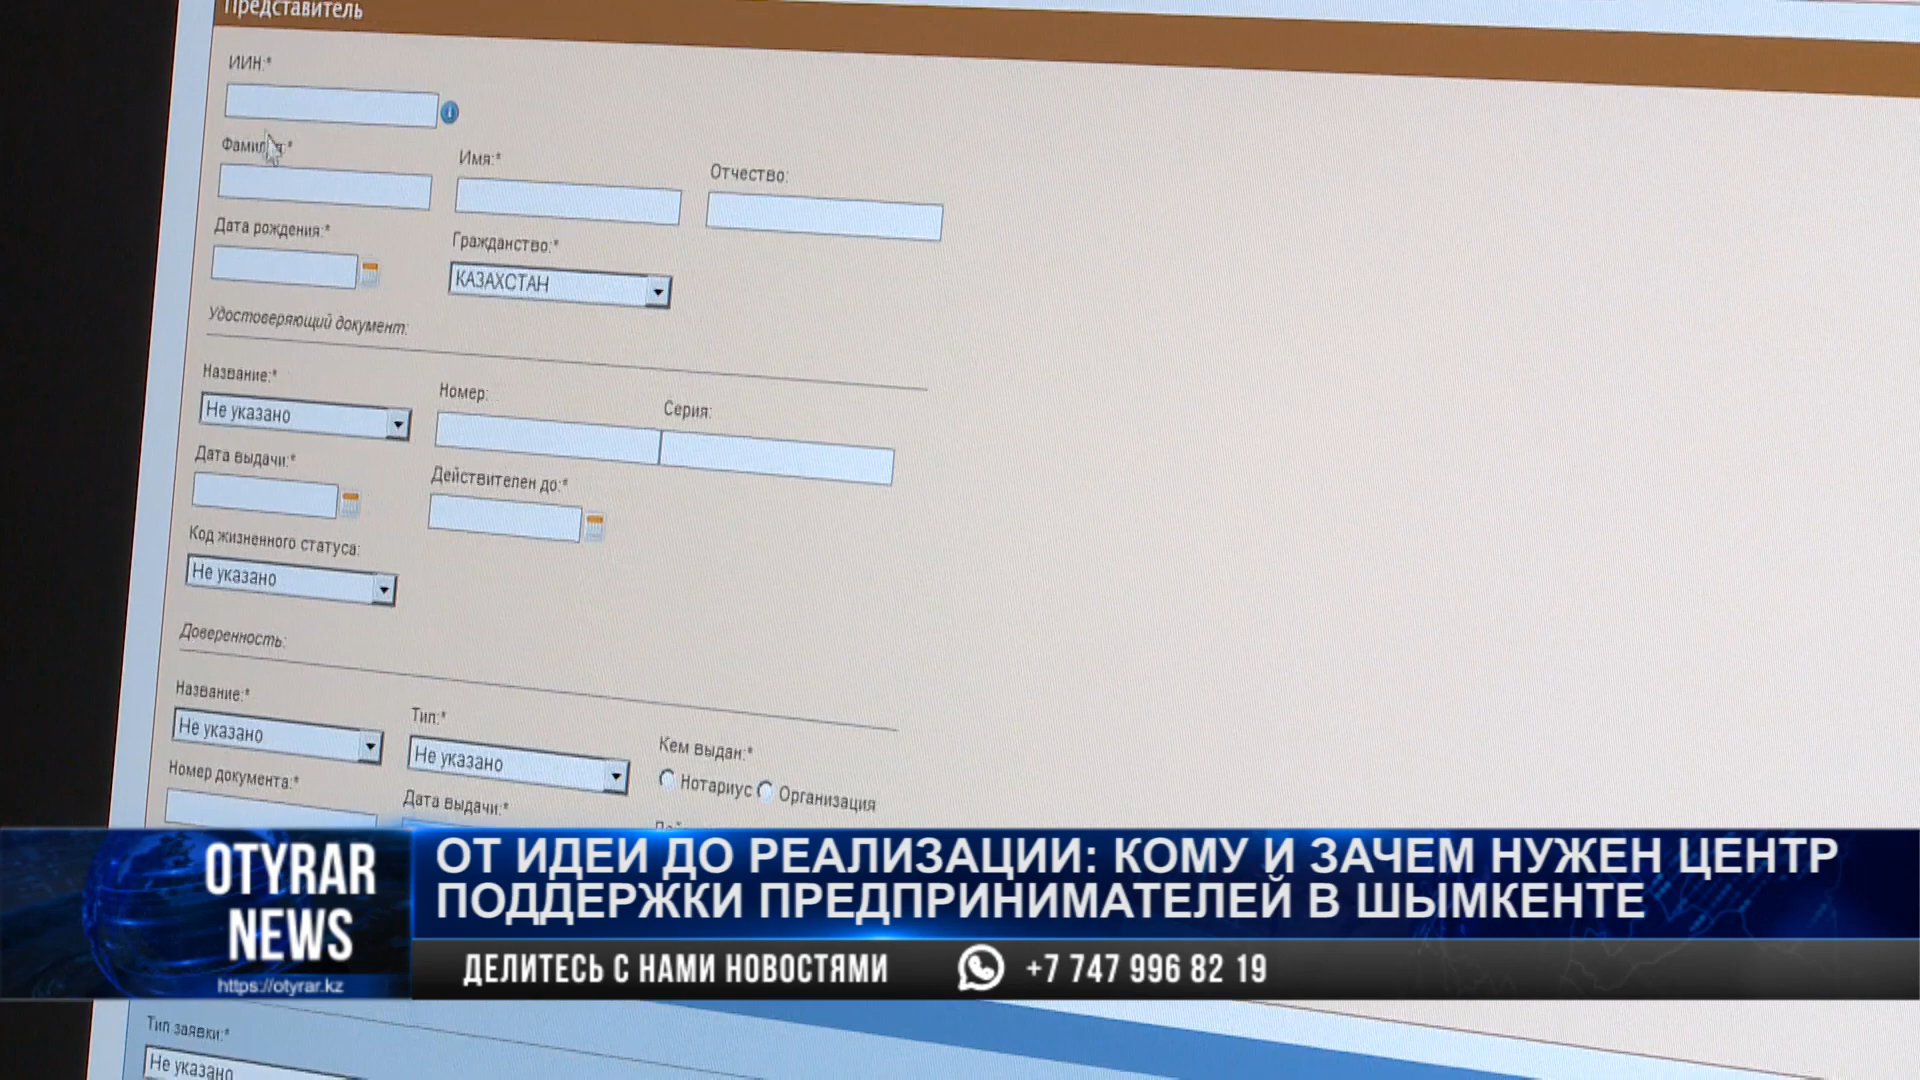 Представитель
ИИН:*
Фамилия:*
Имя:*
Отчество:
Дата рождения:*
Гражданство:*
КАЗАХСТАН
Удостоверяющий документ:
Название:*
Номер:
Серия:
Не указано
Дата выдачи:*
Действителен до:*
Код жизненного статуса:
Не указано
Доверенность:
Название:*
Тип:*
Кем выдан:*
Не указано
Не указано
Нотариус
Организация
Номер документа:*
Дата выдачи:*
OTYRAR
NEWS
https://otyrar.kz
ОТ ИДЕИ ДО РЕАЛИЗАЦИИ: КОМУ И ЗАЧЕМ НУЖЕН ЦЕНТР
ПОДДЕРЖКИ ПРЕДПРИНИМАТЕЛЕЙ В ШЫМКЕНТЕ
ДЕЛИТЕСЬ С НАМИ НОВОСТЯМИ
+7 747 996 82 19
Тип заявки:*
Не указано